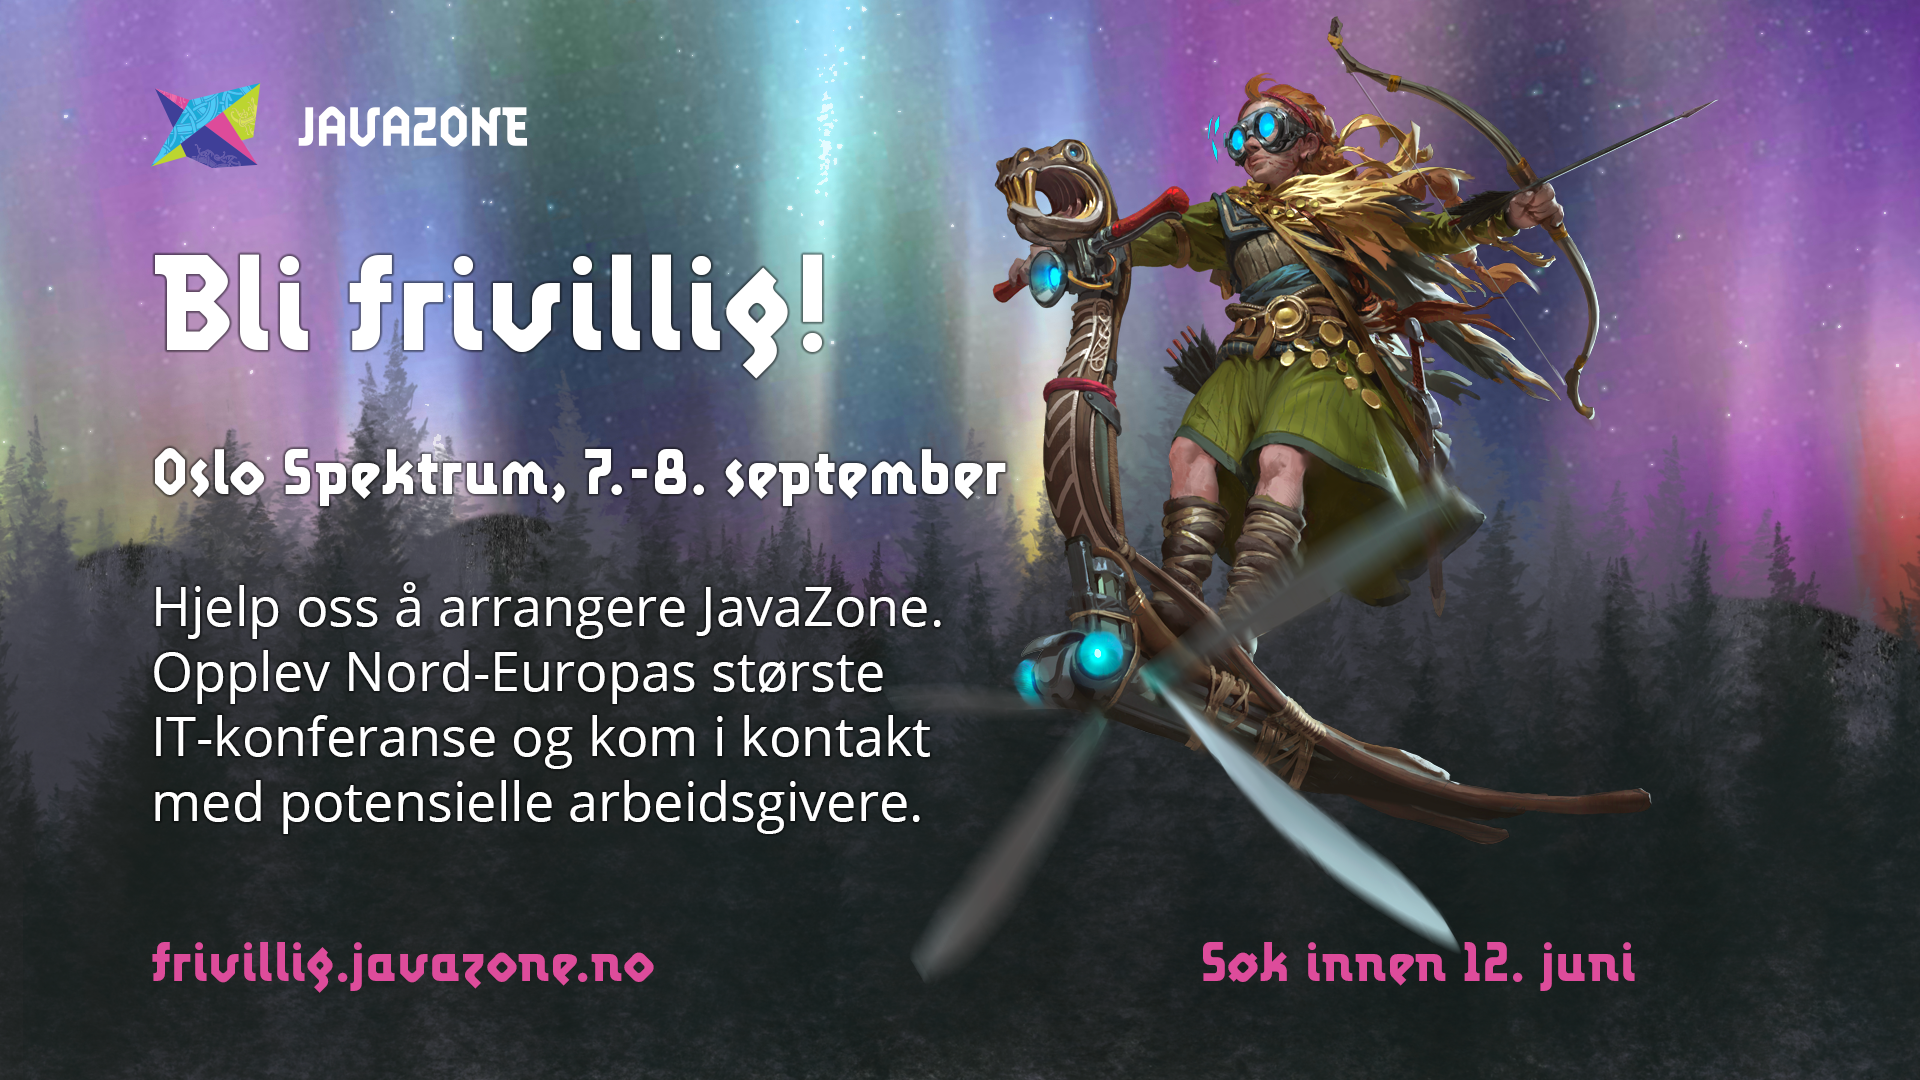 JAVAZONE
Bli frivillig!
Oslo Spektrum, 7.-8. september
Hjelp oss å arrangere JavaZone.
Opplev Nord-Europas største
IT-konferanse og kom i kontakt
med potensielle arbeidsgivere.
frivillig.javazone.no
Søk innen 12. juni